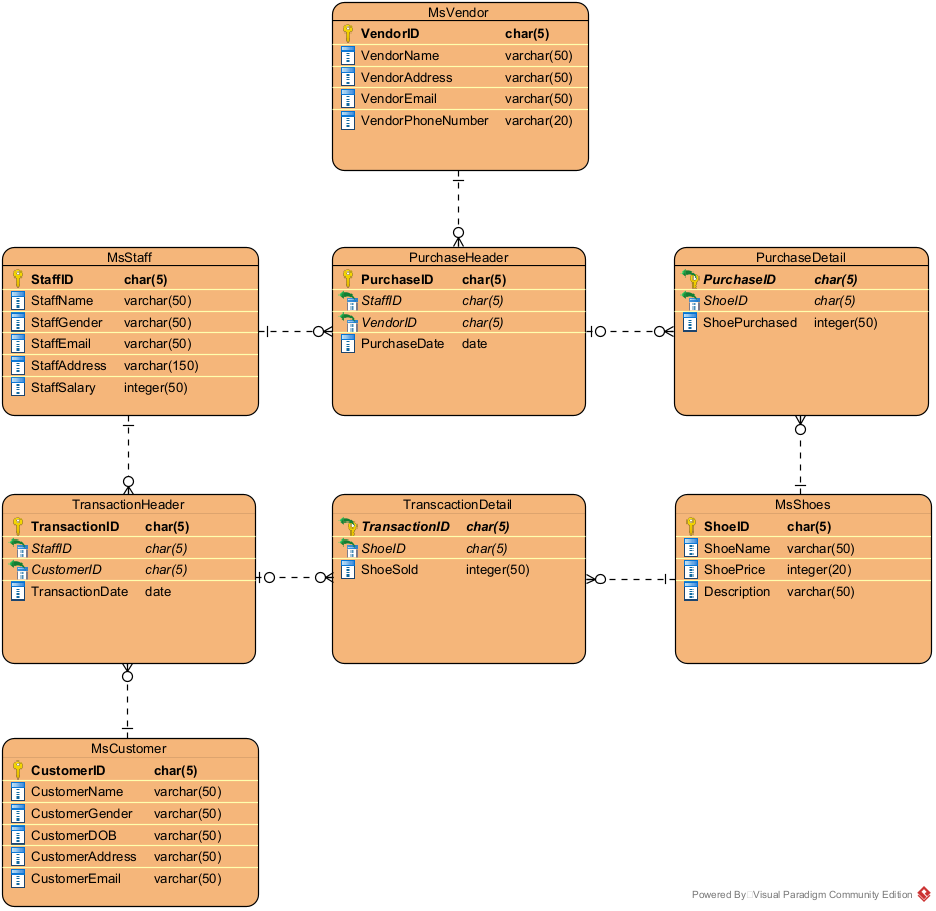 MsVendor
VendorID char(5)
VendorName varchar(50)
VendorAddress varchar(50)
VendorEmail varchar(50)
VendorPhoneNumber varchar(20)
MsStaff
StaffID char(5)
StaffName varchar(50)
StaffGender varchar(50)
StaffEmail varchar(50)
StaffAddress varchar(150)
StaffSalary integer(50)
PurchaseHeader
PurchaseID char(5)
StaffID char(5)
VendorID char(5)
PurchaseDate date
PurchaseDetail
PurchaseID char(5)
ShoeID char(5)
ShoePurchased integer(50)
TransactionHeader
TransactionID char(5)
StaffID char(5)
CustomerID char(5)
TransactionDate date
TranscactionDetail
TransactionID char(5)
ShoeID char(5)
ShoeSold integer(50)
MsShoes
ShoeID char(5)
ShoeName varchar(50)
ShoePrice integer(20)
Description varchar(50)
MsCustomer
CustomerID char(5)
CustomerName varchar(50)
CustomerGender varchar(50)
CustomerDOB varchar(50)
CustomerAddress varchar(50)
CustomerEmail varchar(50)
Powered By Visual Paradigm Community Edition